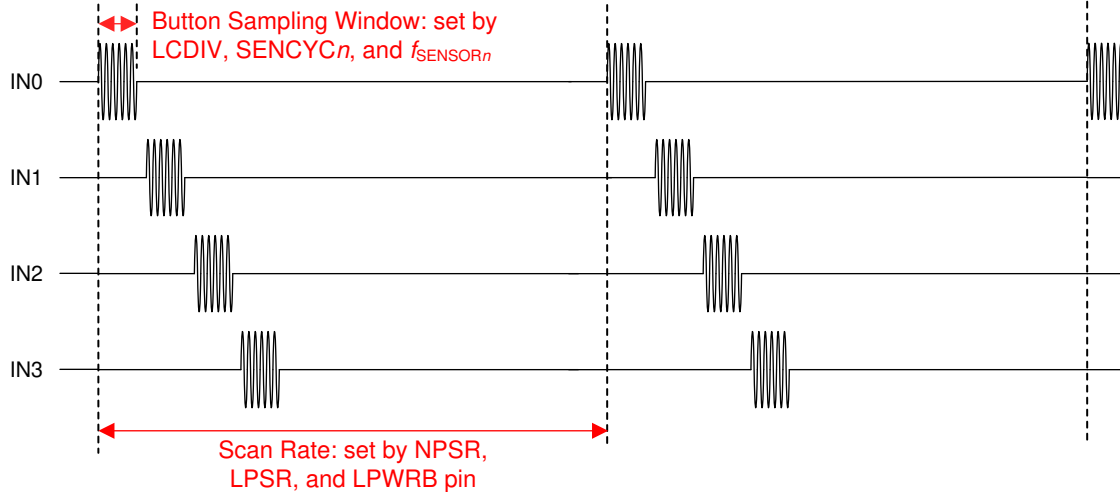 Button Sampling Window: set by
LCDIV, SENCYCn, and fSENSORn
IN0
IN1
IN2
IN3
Scan Rate: set by NPSR,
LPSR, and LPWRB pin